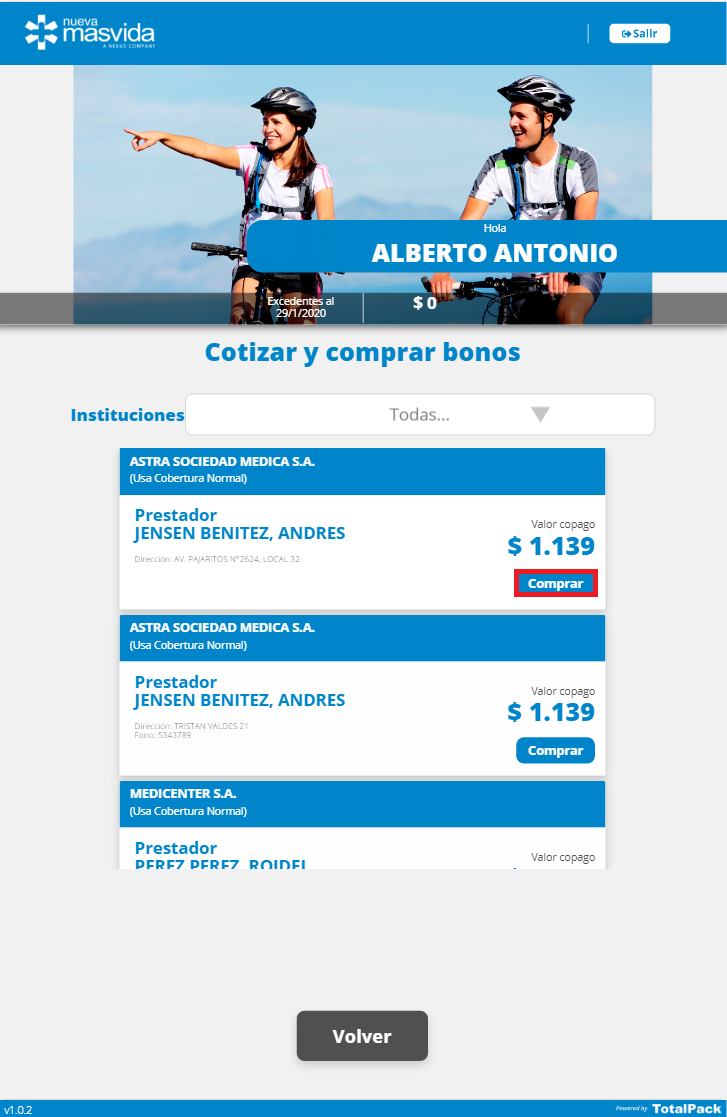 nueva
masvida
A NEXUS COMPANY
Salir
Hola
ALBERTO ANTONIO
Excedentes al
29/1/2020
$ 0
Cotizar y comprar bonos
Instituciones
Todas...
ASTRA SOCIEDAD MEDICA S.A.
(Usa Cobertura Normal)
Prestador
JENSEN BENITEZ, ANDRES
Dirección: AV. PAJARITOS N°2624, LOCAL 32.
Valor copago
$ 1.139
Comprar
ASTRA SOCIEDAD MEDICA S.A.
(Usa Cobertura Normal)
Prestador
JENSEN BENITEZ, ANDRES
Dirección: TRISTAN VALDES 21
Fono: 5343789
Valor copago
$ 1.139
Comprar
MEDICENTER S.A.
(Usa Cobertura Normal)
Prestador
PEREZ PEREZ, ROIDEL
Valor copago
Volver
v1.0.2
Powered by TotalPack